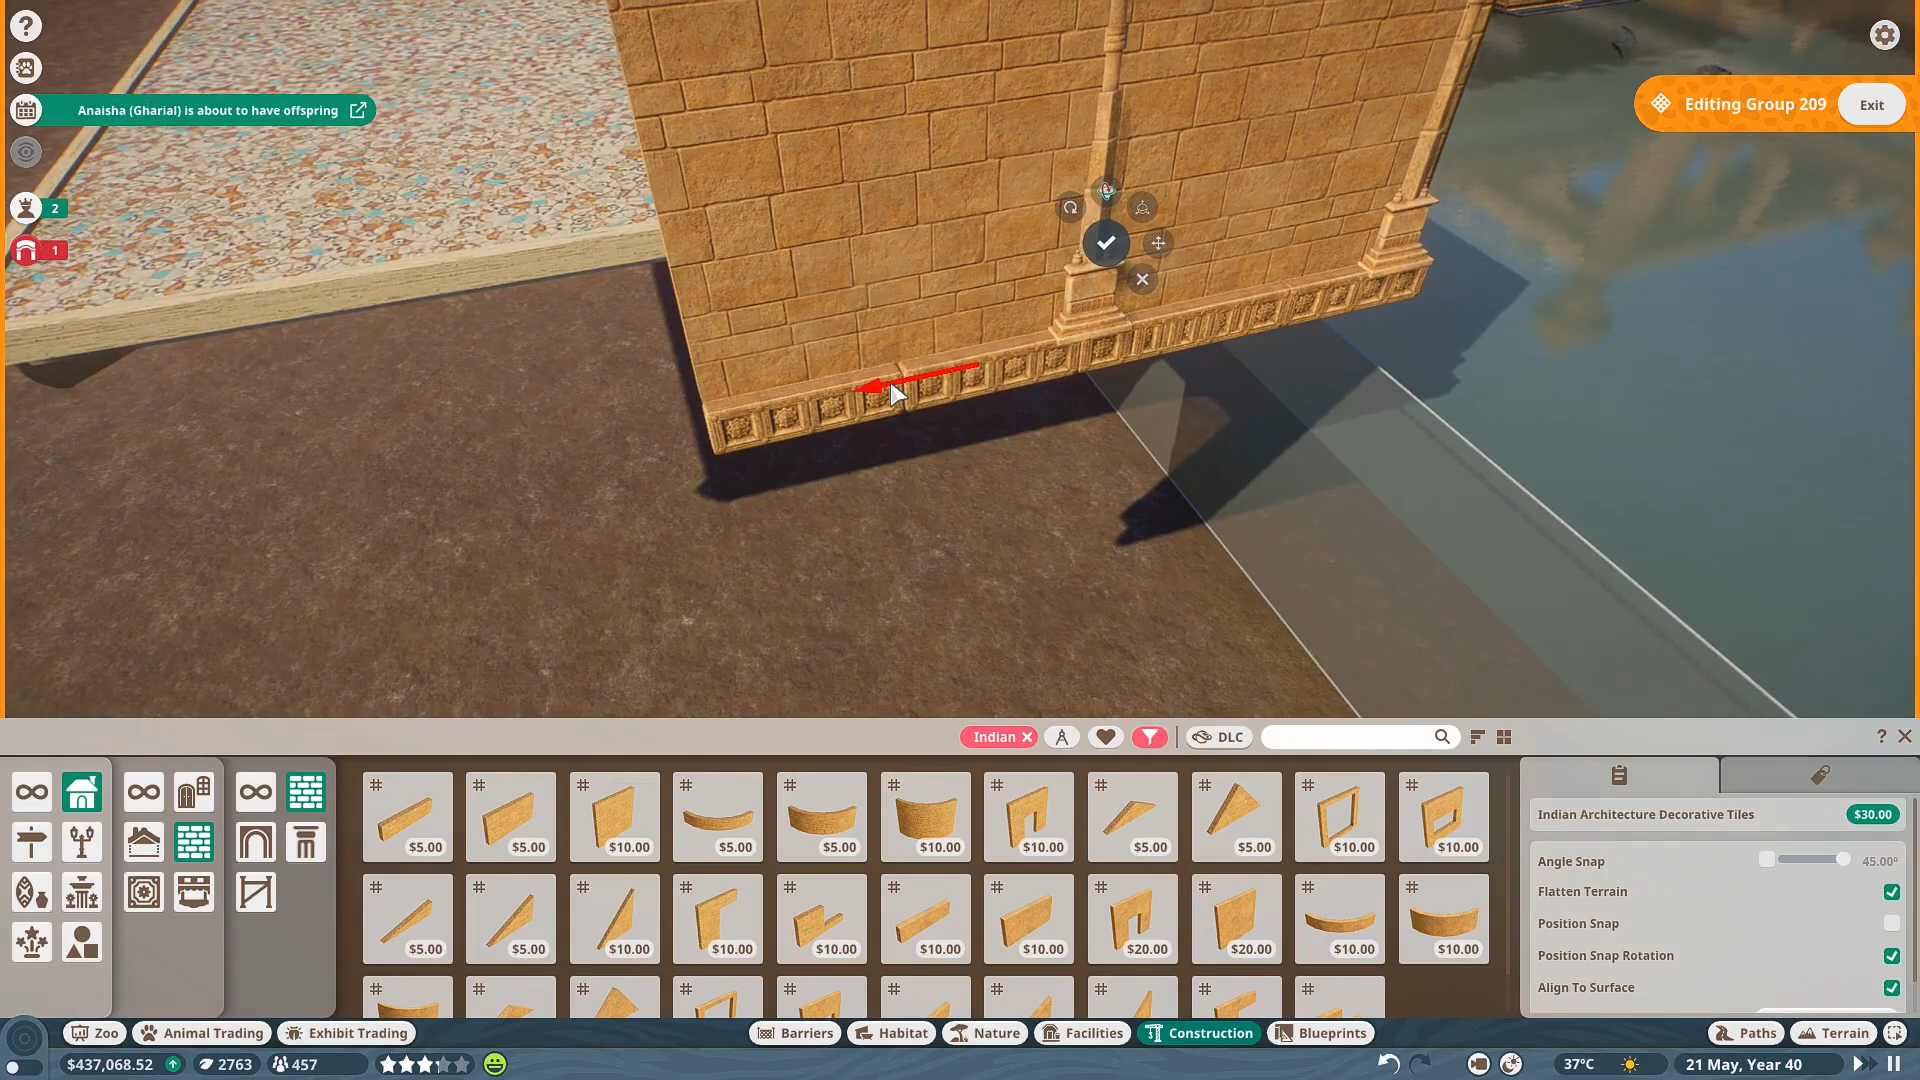 Anaisha (Gharial) is about to have offspring
Editing Group 209
Exit
2
1
Indian
DLC
$5.00 $5.00 $10.00 $5.00 $5.00 $10.00 $10.00 $5.00 $5.00 $10.00 $10.00
$5.00 $5.00 $10.00 $10.00 $10.00 $10.00 $10.00 $20.00 $20.00 $10.00 $10.00
?
Indian Architecture Decorative Tiles
$30.00
Angle Snap
45.00°
Flatten Terrain
Position Snap
Position Snap Rotation
Align To Surface
Zoo
Animal Trading
Exhibit Trading
Barriers
Habitat
Nature
Facilities
Construction
Blueprints
Paths
Terrain
$437,068.52
2763
457
37°C
21 May, Year 40